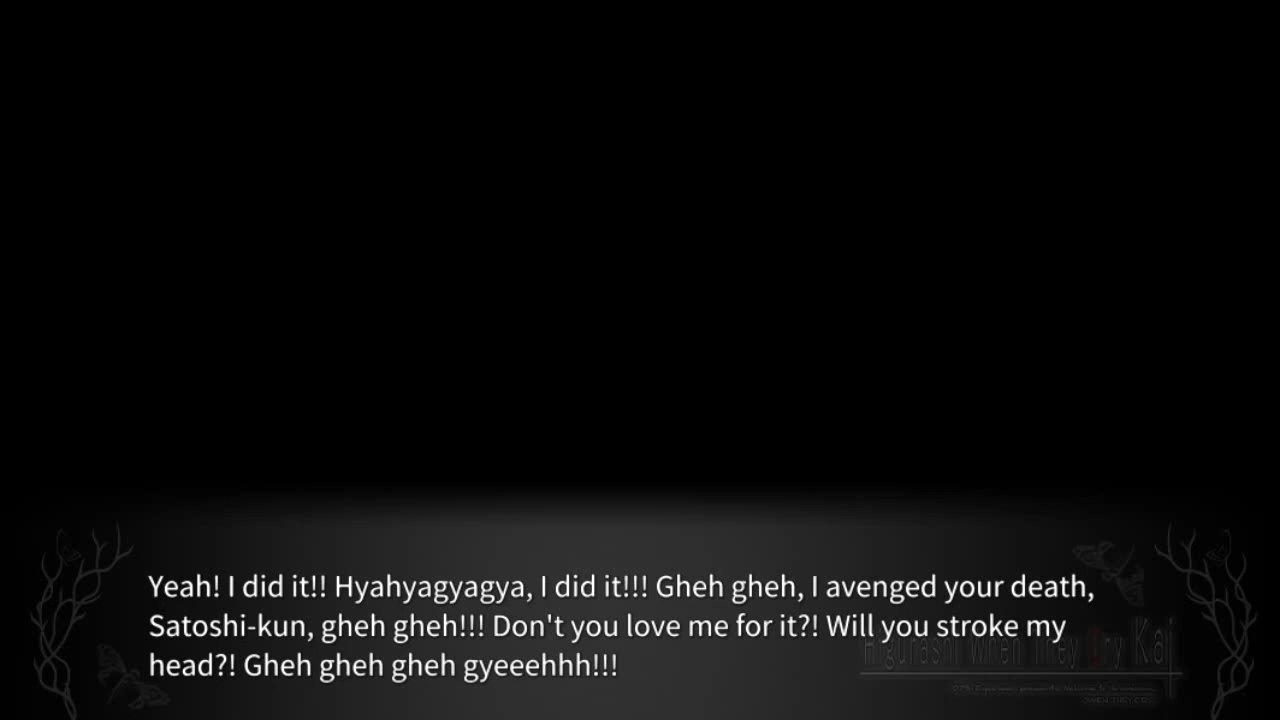 Yeah! I did it!! Hyahyagyagya, I did it!!! Gheh gheh, I avenged your death,
Satoshi-kun, gheh gheh!!! Don't you love me for it?! Will you stroke my
head?! Gheh gheh gheh gyeeehhh!!!
Higurashi When They Cry Kai